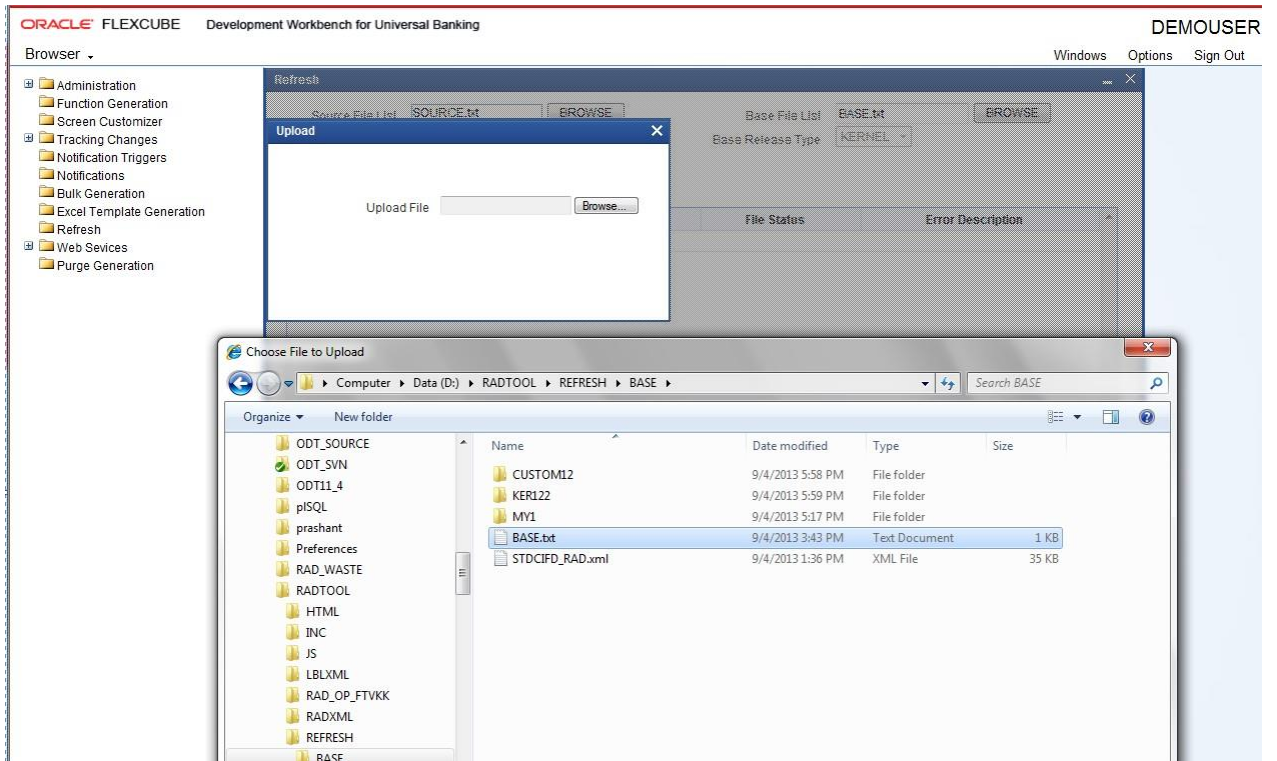 ORACLE FLEXCUBE Development Workbench for Universal Banking
DEMOUSER
Browser
Windows Options Sign Out
Administration
Function Generation
Screen Customizer
Tracking Changes
Notification Triggers
Notifications
Bulk Generation
Excel Template Generation
Refresh
Web Sevices
Purge Generation
Refresh
Source File List SOURCE.txt BROWSE Base File List BASE.txt BROWSE
Base Release Type KERNEL
File Status Error Description
Upload
Upload File Browse...
Choose File to Upload
Computer Data (D:) RADTOOL REFRESH BASE Search BASE
Organize New folder
ODT_SOURCE
ODT_SVN
ODT11_4
plSQL
prashant
Preferences
RAD_WASTE
RADTOOL
HTML
INC
JS
LBLXML
RAD_OP_FTVKK
RADXML
REFRESH
BASE
Name Date modified Type Size
CUSTOM12 9/4/2013 5:58 PM File folder
KER122 9/4/2013 5:59 PM File folder
MY1 9/4/2013 5:17 PM File folder
BASE.txt 9/4/2013 3:43 PM Text Document 1 KB
STDCIFD_RAD.xml 9/4/2013 1:36 PM XML File 35 KB